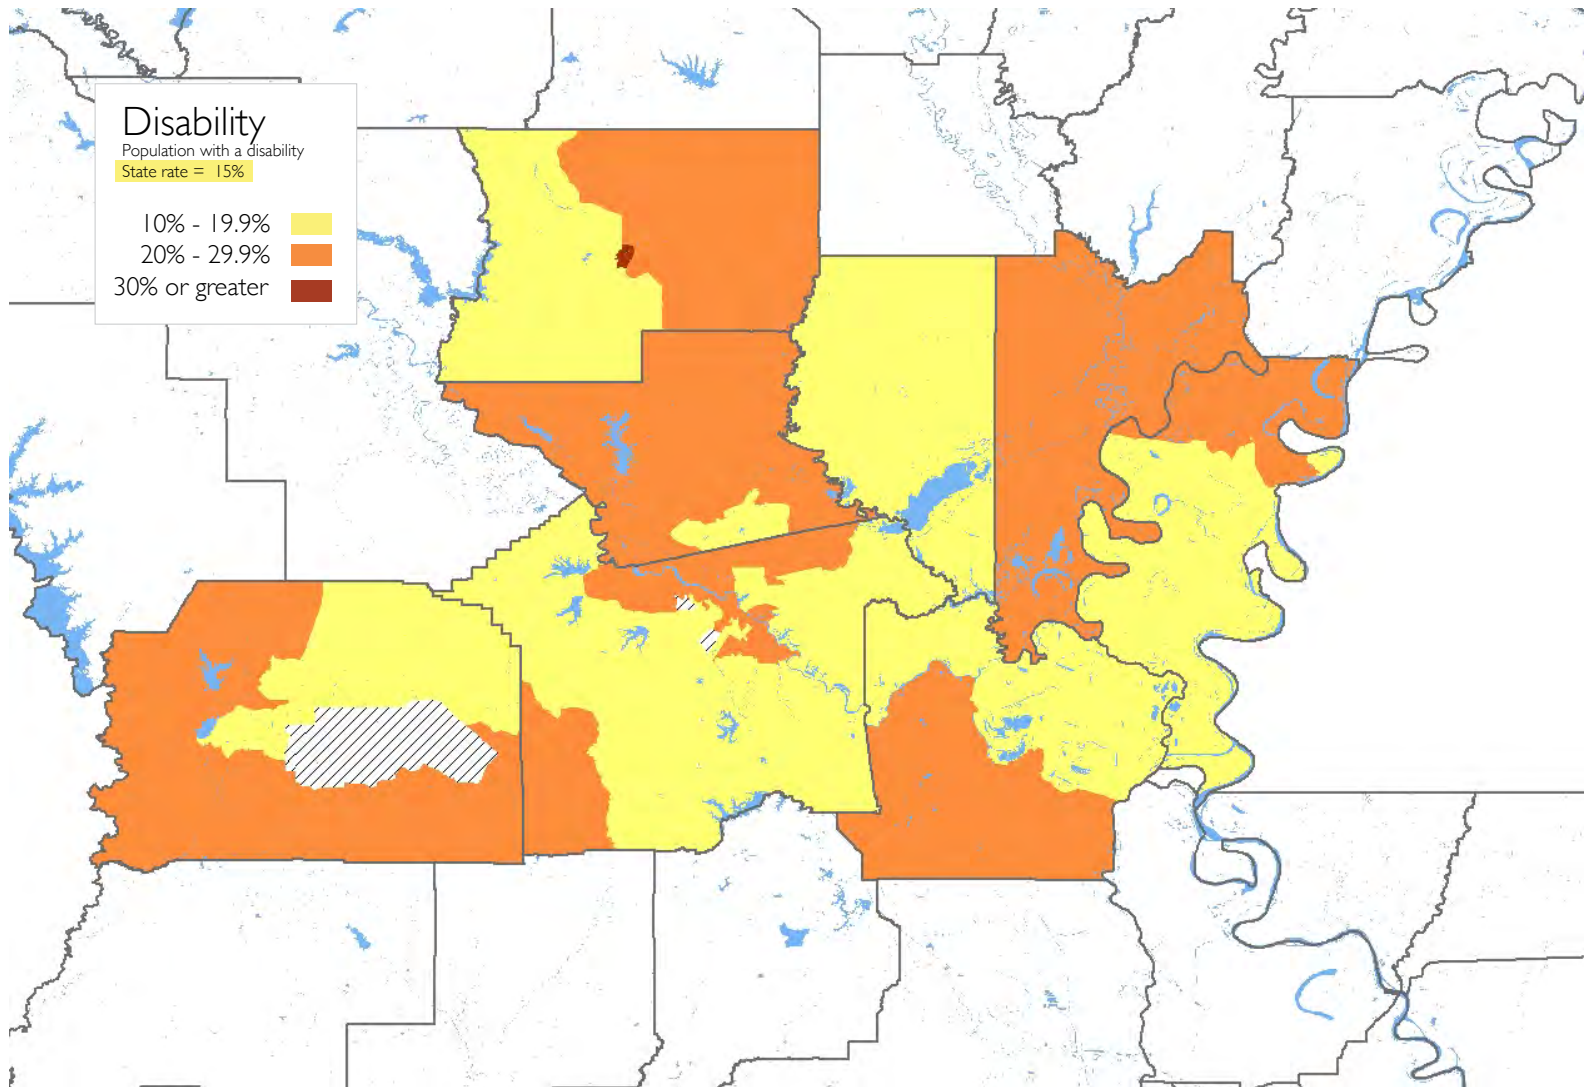 Disability
Population with a disability
State rate = 15%
10% - 19.9%
20% - 29.9%
30% or greater